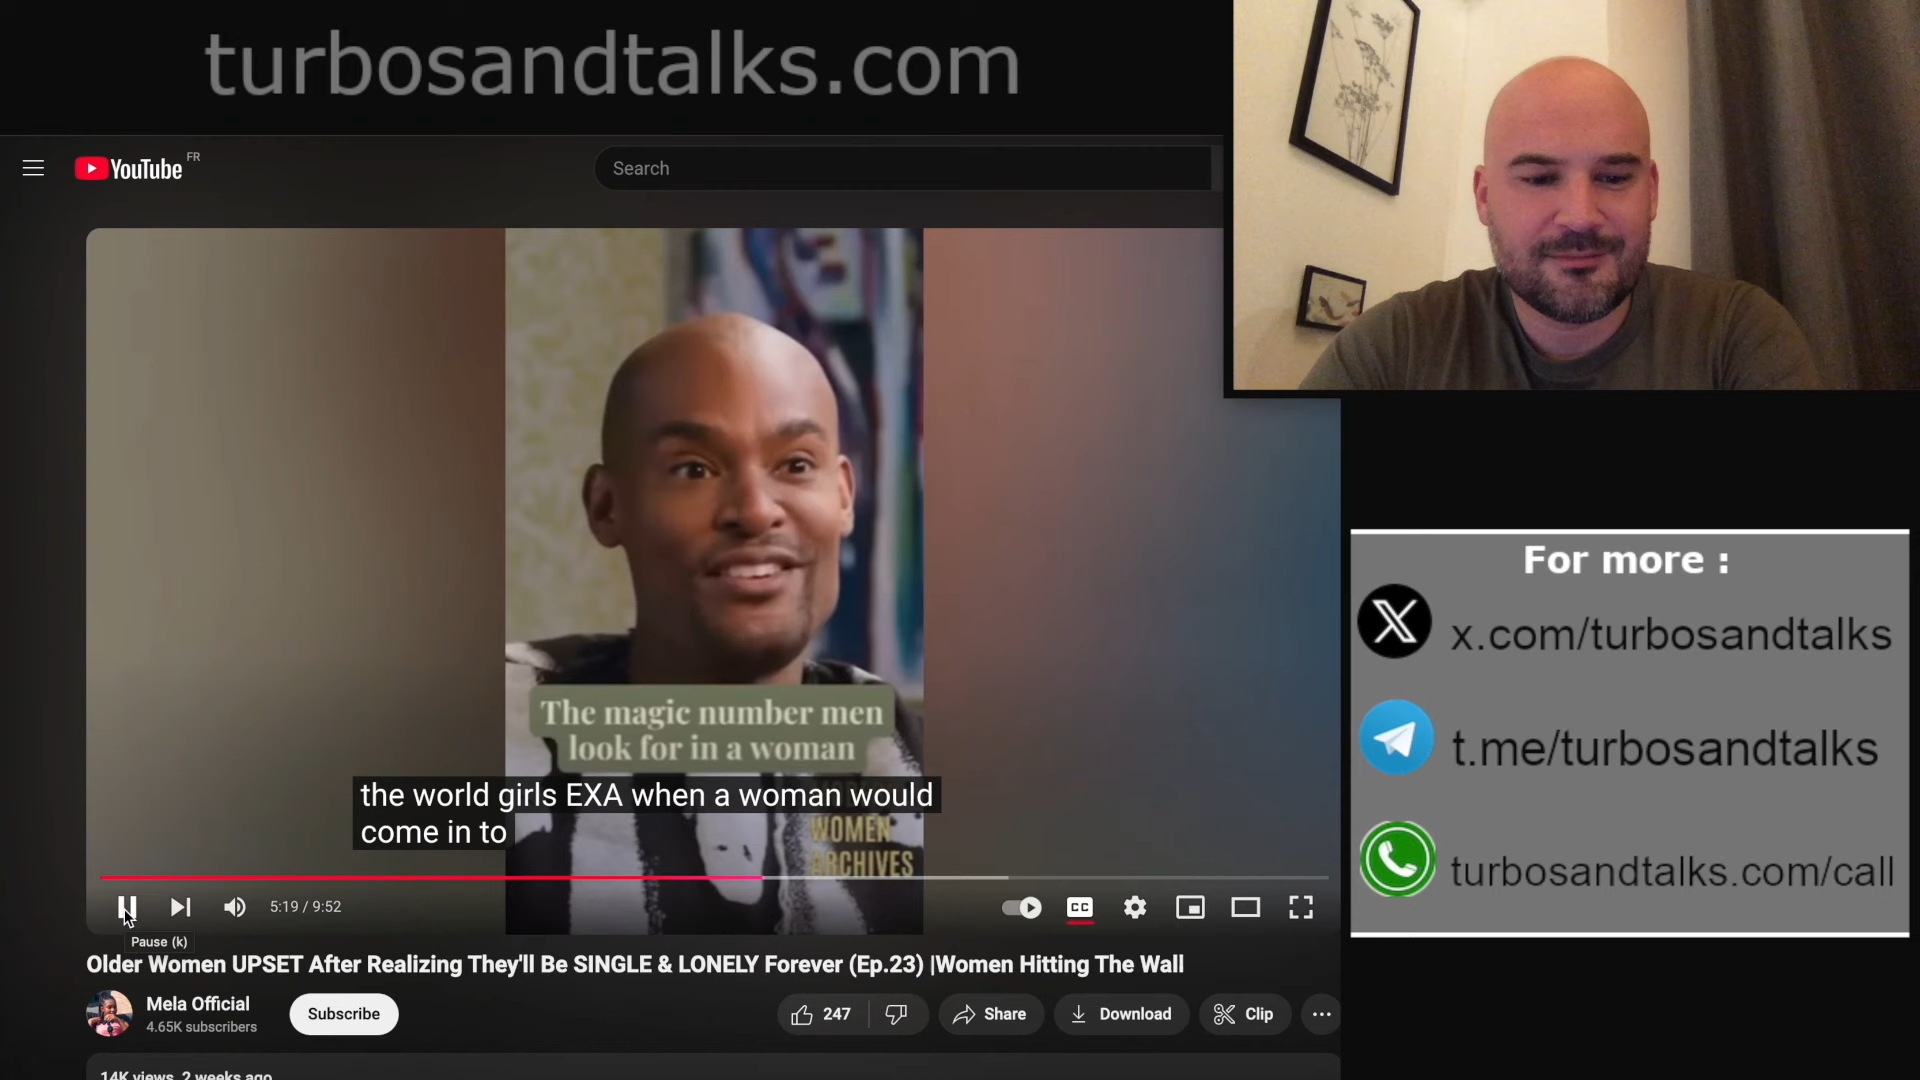 turbosandtalks.com
YouTube FR
Search
The magic number men
look for in a woman
the world girls EXA when a woman would
come in to
WOMEN
ARCHIVES
5:19 / 9:52
CC
Pause (k)
Older Women UPSET After Realizing They'll Be SINGLE & LONELY Forever (Ep.23) |Women Hitting The Wall
Mela Official
4.65K subscribers
Subscribe
247
Share
Download
Clip
14K views 2 weeks ago
For more :
x.com/turbosandtalks
t.me/turbosandtalks
turbosandtalks.com/call